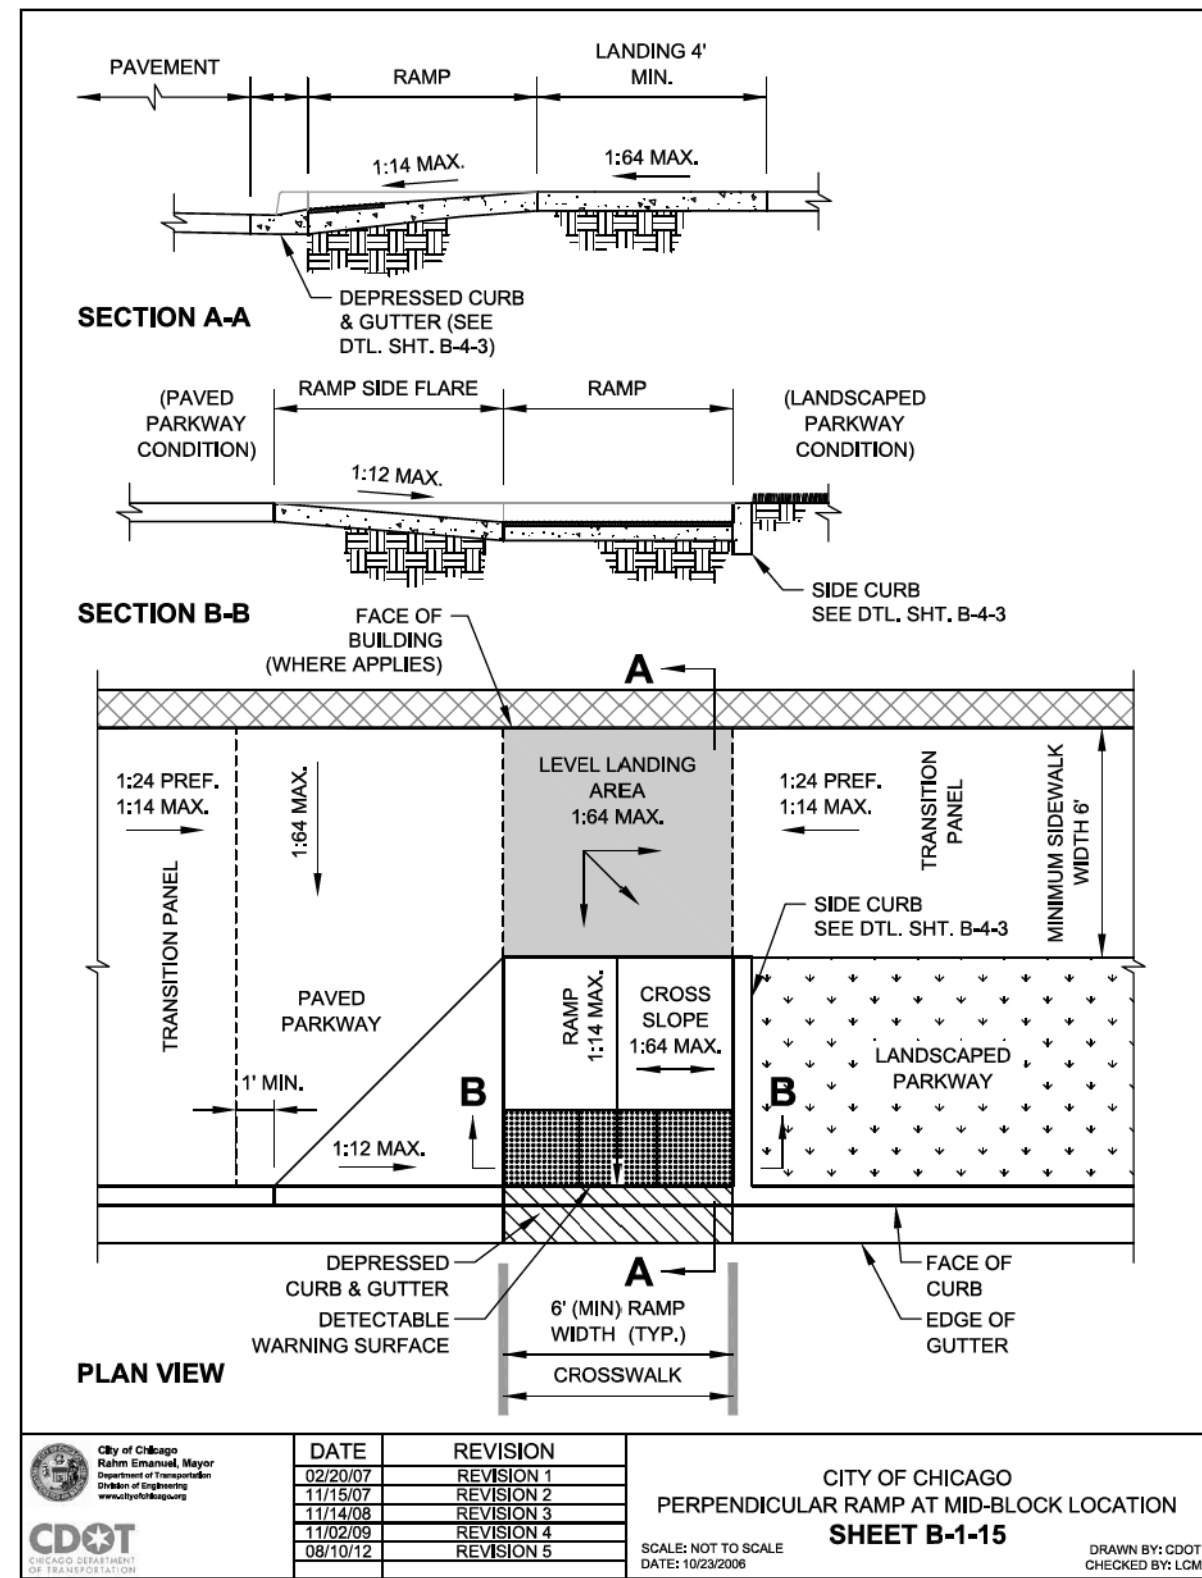 PAVEMENT
RAMP
LANDING 4'
MIN.
1:14 MAX.
1:64 MAX.
DEPRESSED CURB
& GUTTER (SEE
DTL. SHT. B-4-3)
SECTION A-A
(PAVED
PARKWAY
CONDITION)
RAMP SIDE FLARE
RAMP
(LANDSCAPED
PARKWAY
CONDITION)
1:12 MAX.
SIDE CURB
SEE DTL. SHT. B-4-3
SECTION B-B
FACE OF
BUILDING
(WHERE APPLIES)
A
1:24 PREF.
1:14 MAX.
1:64 MAX.
LEVEL LANDING
AREA
1:64 MAX.
1:24 PREF.
1:14 MAX.
TRANSITION
PANEL
MINIMUM SIDEWALK
WIDTH 6'
TRANSITION PANEL
SIDE CURB
SEE DTL. SHT. B-4-3
PAVED
PARKWAY
RAMP
1:14 MAX.
CROSS
SLOPE
1:64 MAX.
LANDSCAPED
PARKWAY
1' MIN.
B
B
1:12 MAX.
DEPRESSED
CURB & GUTTER
DETECTABLE
WARNING SURFACE
A
6' (MIN) RAMP
WIDTH (TYP.)
CROSSWALK
FACE OF
CURB
EDGE OF
GUTTER
PLAN VIEW
City of Chicago
Rahm Emanuel, Mayor
Department of Transportation
Division of Engineering
www.cityofchicago.org
CDOT
CHICAGO DEPARTMENT
OF TRANSPORTATION
DATE REVISION
02/20/07 REVISION 1
11/15/07 REVISION 2
11/14/08 REVISION 3
11/02/09 REVISION 4
08/10/12 REVISION 5
CITY OF CHICAGO
PERPENDICULAR RAMP AT MID-BLOCK LOCATION
SHEET B-1-15
SCALE: NOT TO SCALE
DATE: 10/23/2006
DRAWN BY: CDOT
CHECKED BY: LCM